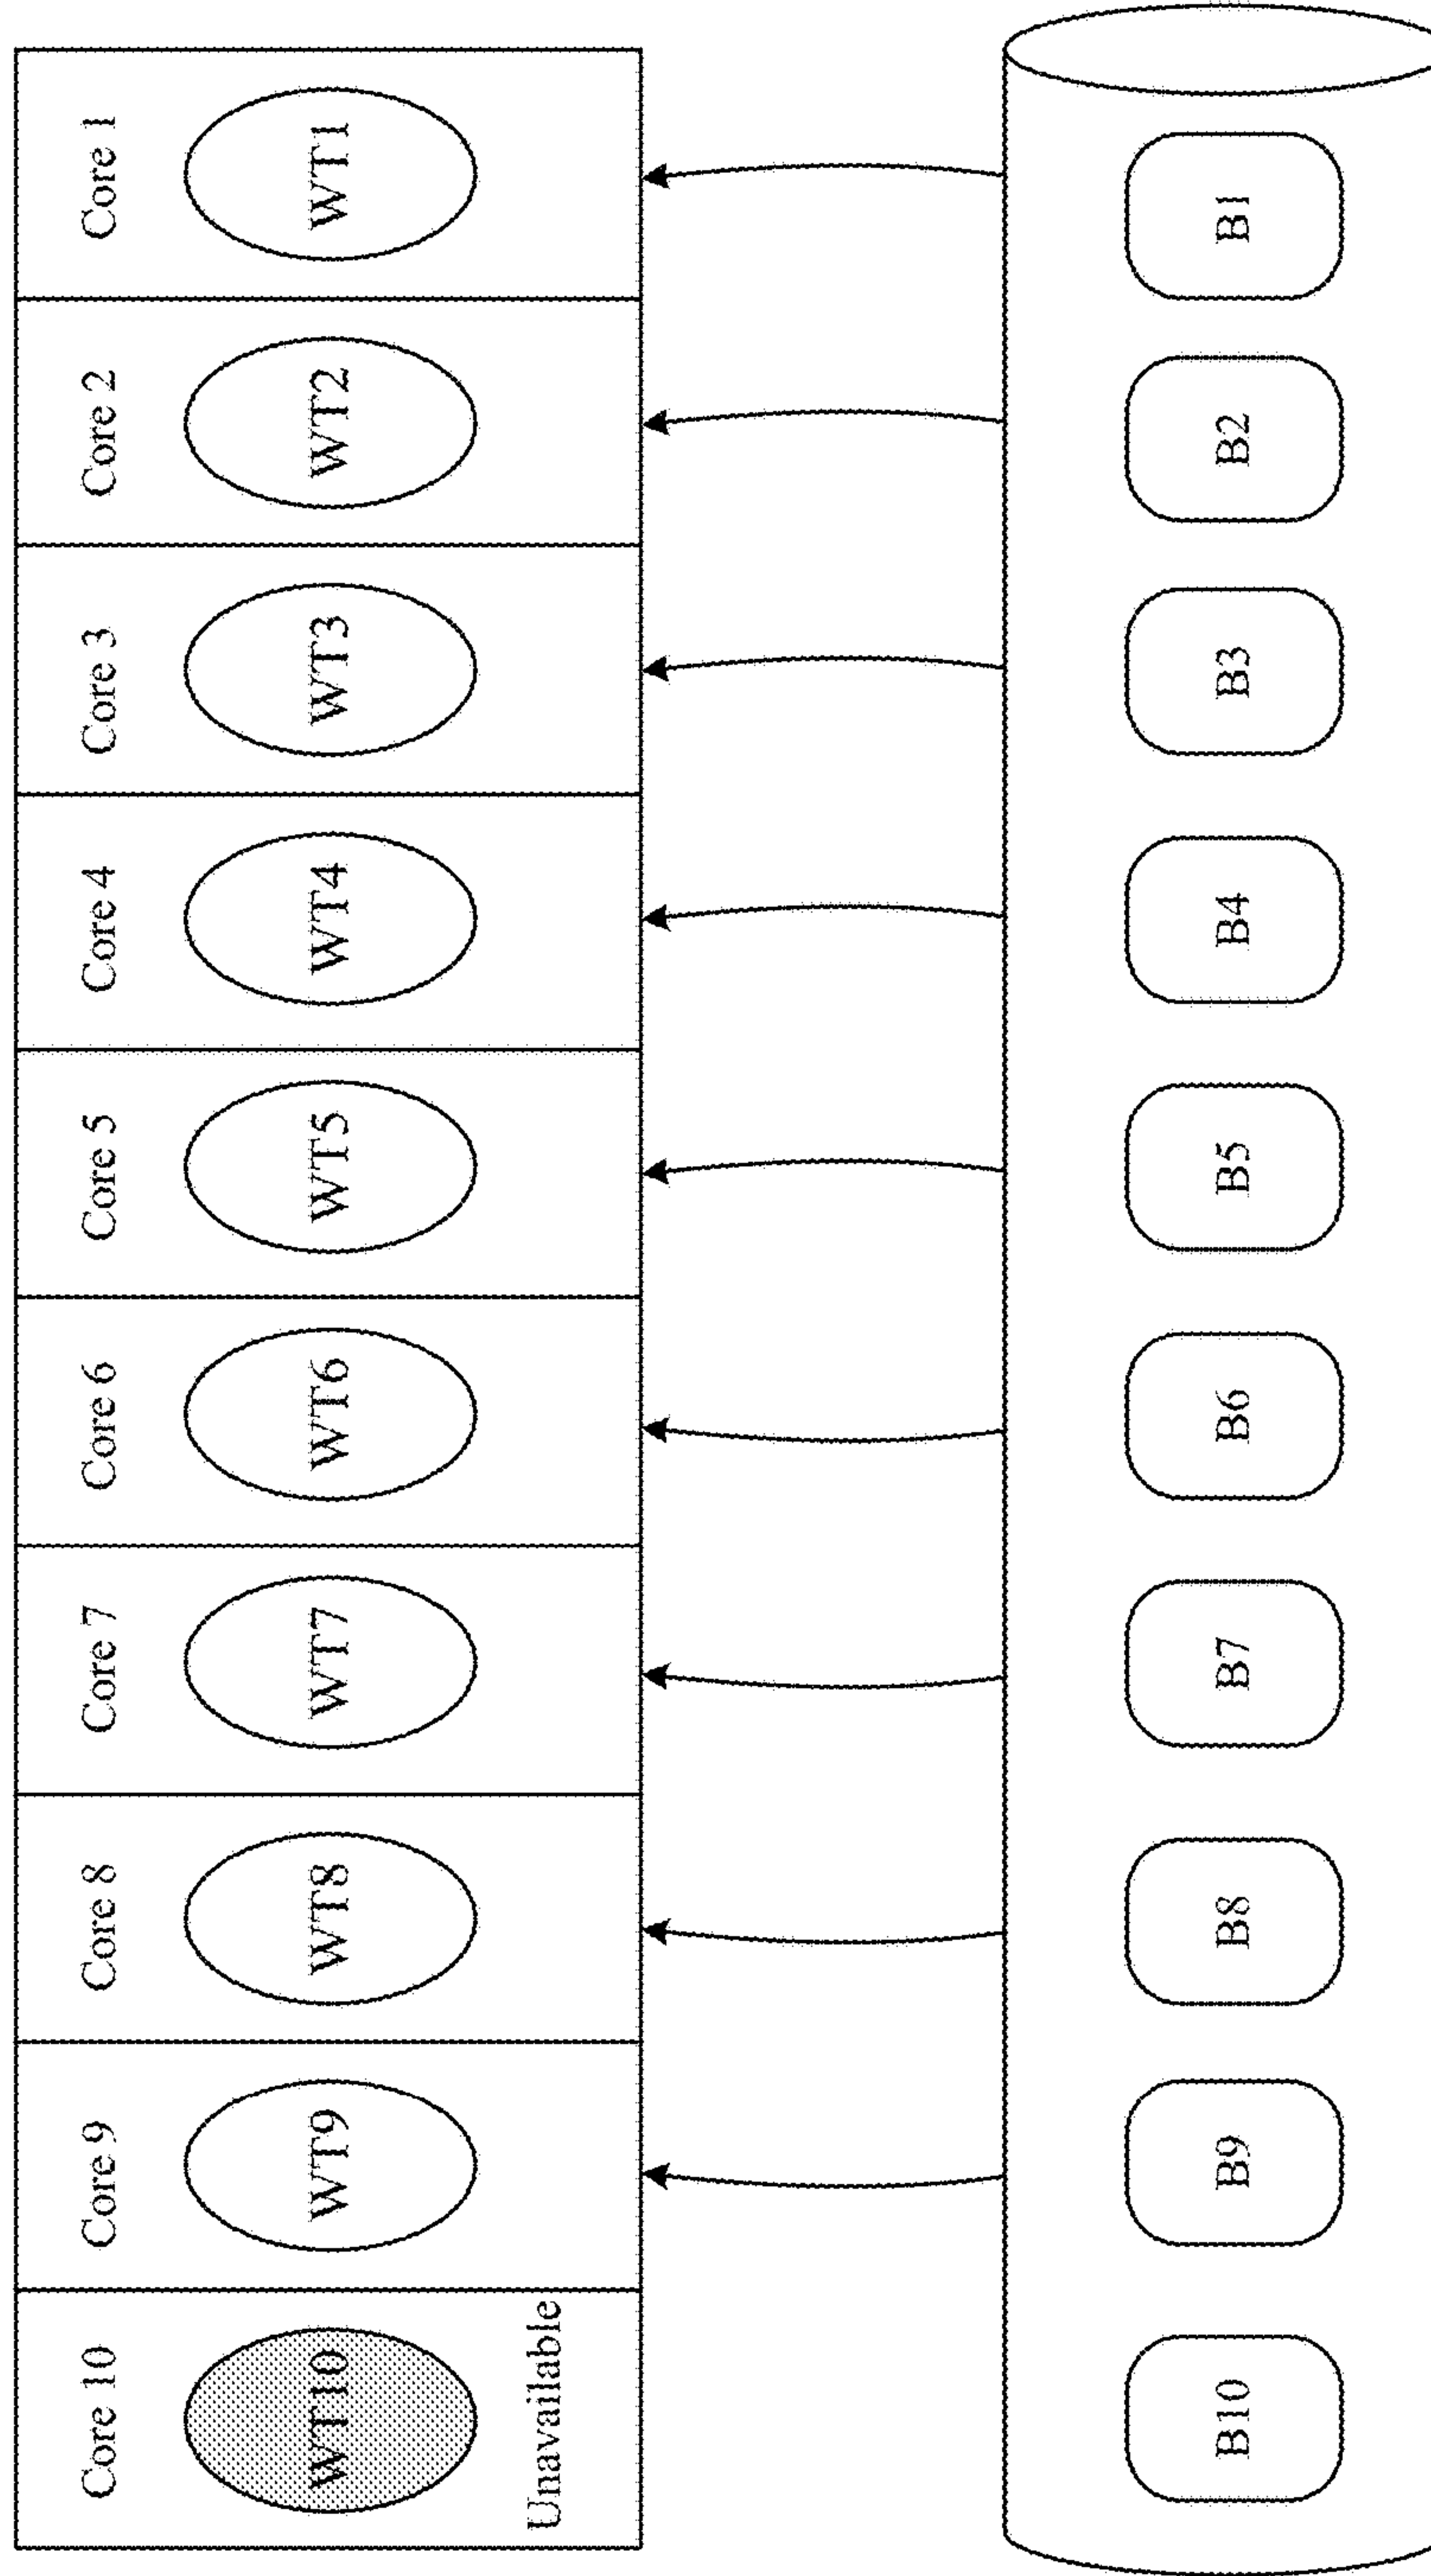 Core 10
Core 9
Core 8
Core 7
Core 6
Core 5
Core 4
Core 3
Core 2
Core 1
WT10
WT9
WT8
WT7
WT6
WT5
WT4
WT3
WT2
WT1
Unavailable
B10
B9
B8
B7
B6
B5
B4
B3
B2
B1